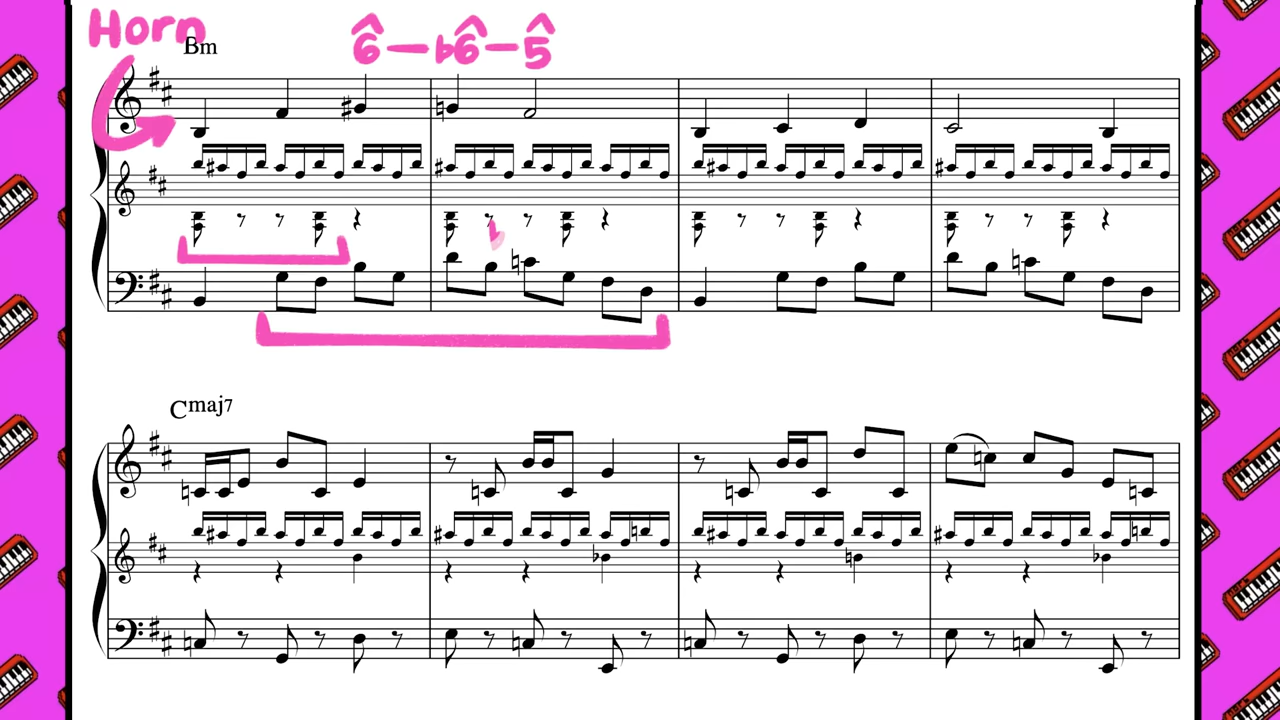 Horn
Bm
6̂ – ♭6̂ – 5̂
Cmaj7